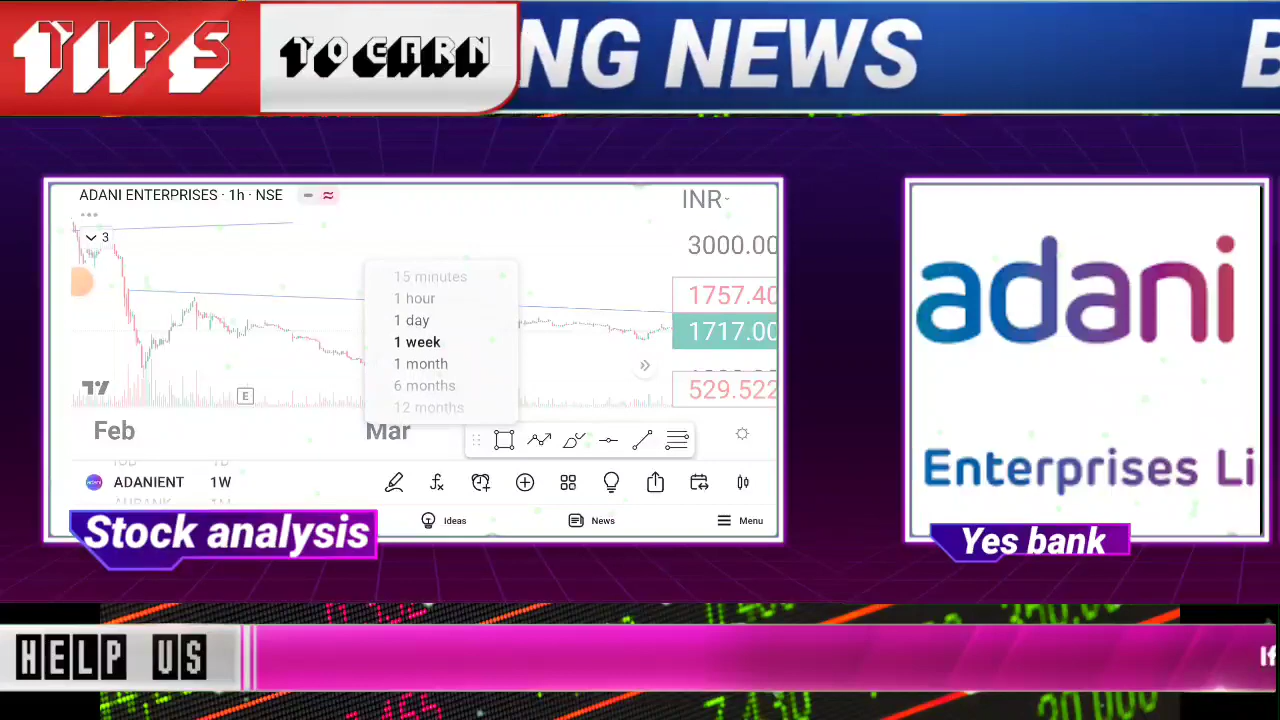 TIPS
TO EARN
NG NEWS
B
ADANI ENTERPRISES · 1h · NSE
INR
3
3000.00
15 minutes
1 hour
1757.40
1 day
1717.00
1 week
1 month
6 months
529.522
12 months
E
Feb
Mar
ADANIENT 1W
Ideas
News
Menu
Stock analysis
adani
Enterprises Li
Yes bank
HELP US
If